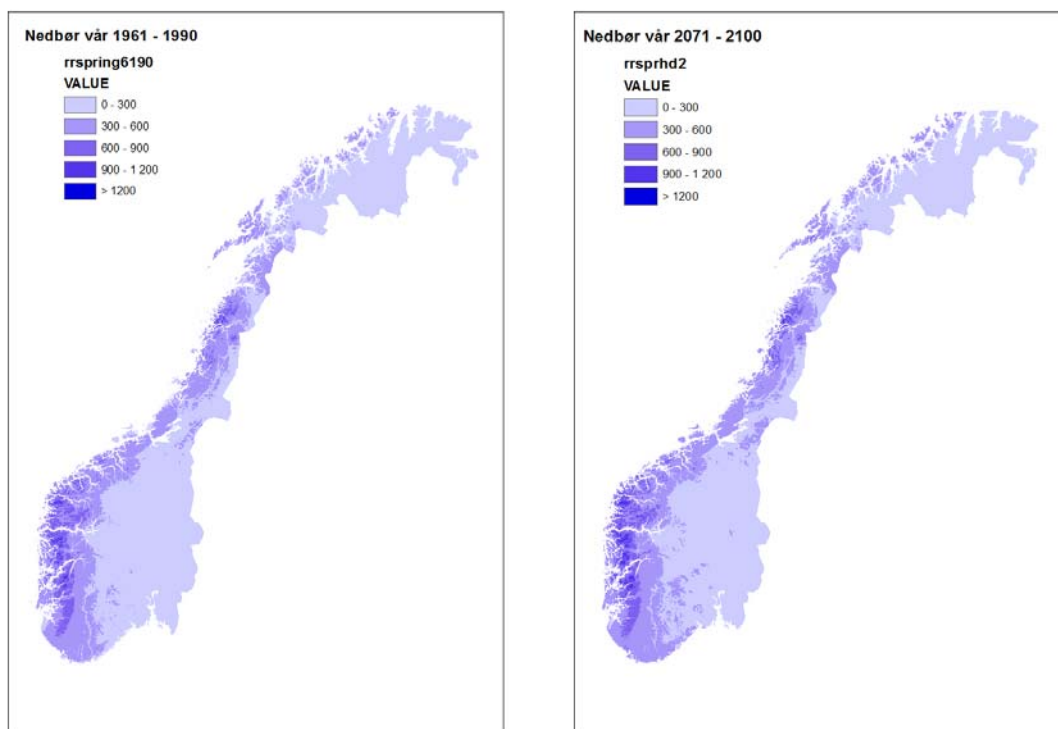 Nedbør vår 1961 - 1990
rrspring6190
VALUE
0 - 300
300 - 600
600 - 900
900 - 1 200
> 1200
Nedbør vår 2071 - 2100
rrsprhd2
VALUE
0 - 300
300 - 600
600 - 900
900 - 1 200
> 1200